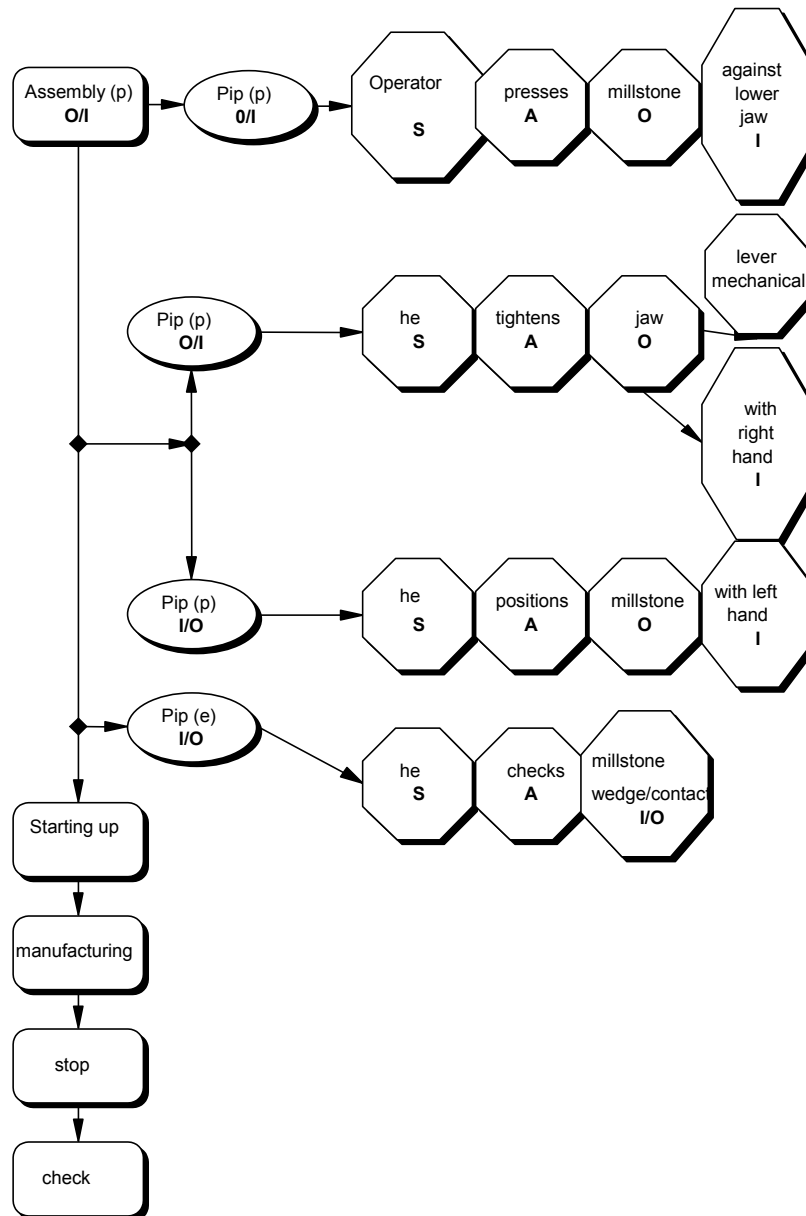 Assembly (p)
O/I
Pip (p)
0/I
Operator
S
presses
A
millstone
O
against
lower
jaw
I
lever
mechanical
Pip (p)
O/I
he
S
tightens
A
jaw
O
with
right
hand
I
Pip (p)
I/O
he
S
positions
A
millstone
O
with left
hand
I
Pip (e)
I/O
he
S
checks
A
millstone
wedge/contact
I/O
Starting up
manufacturing
stop
check